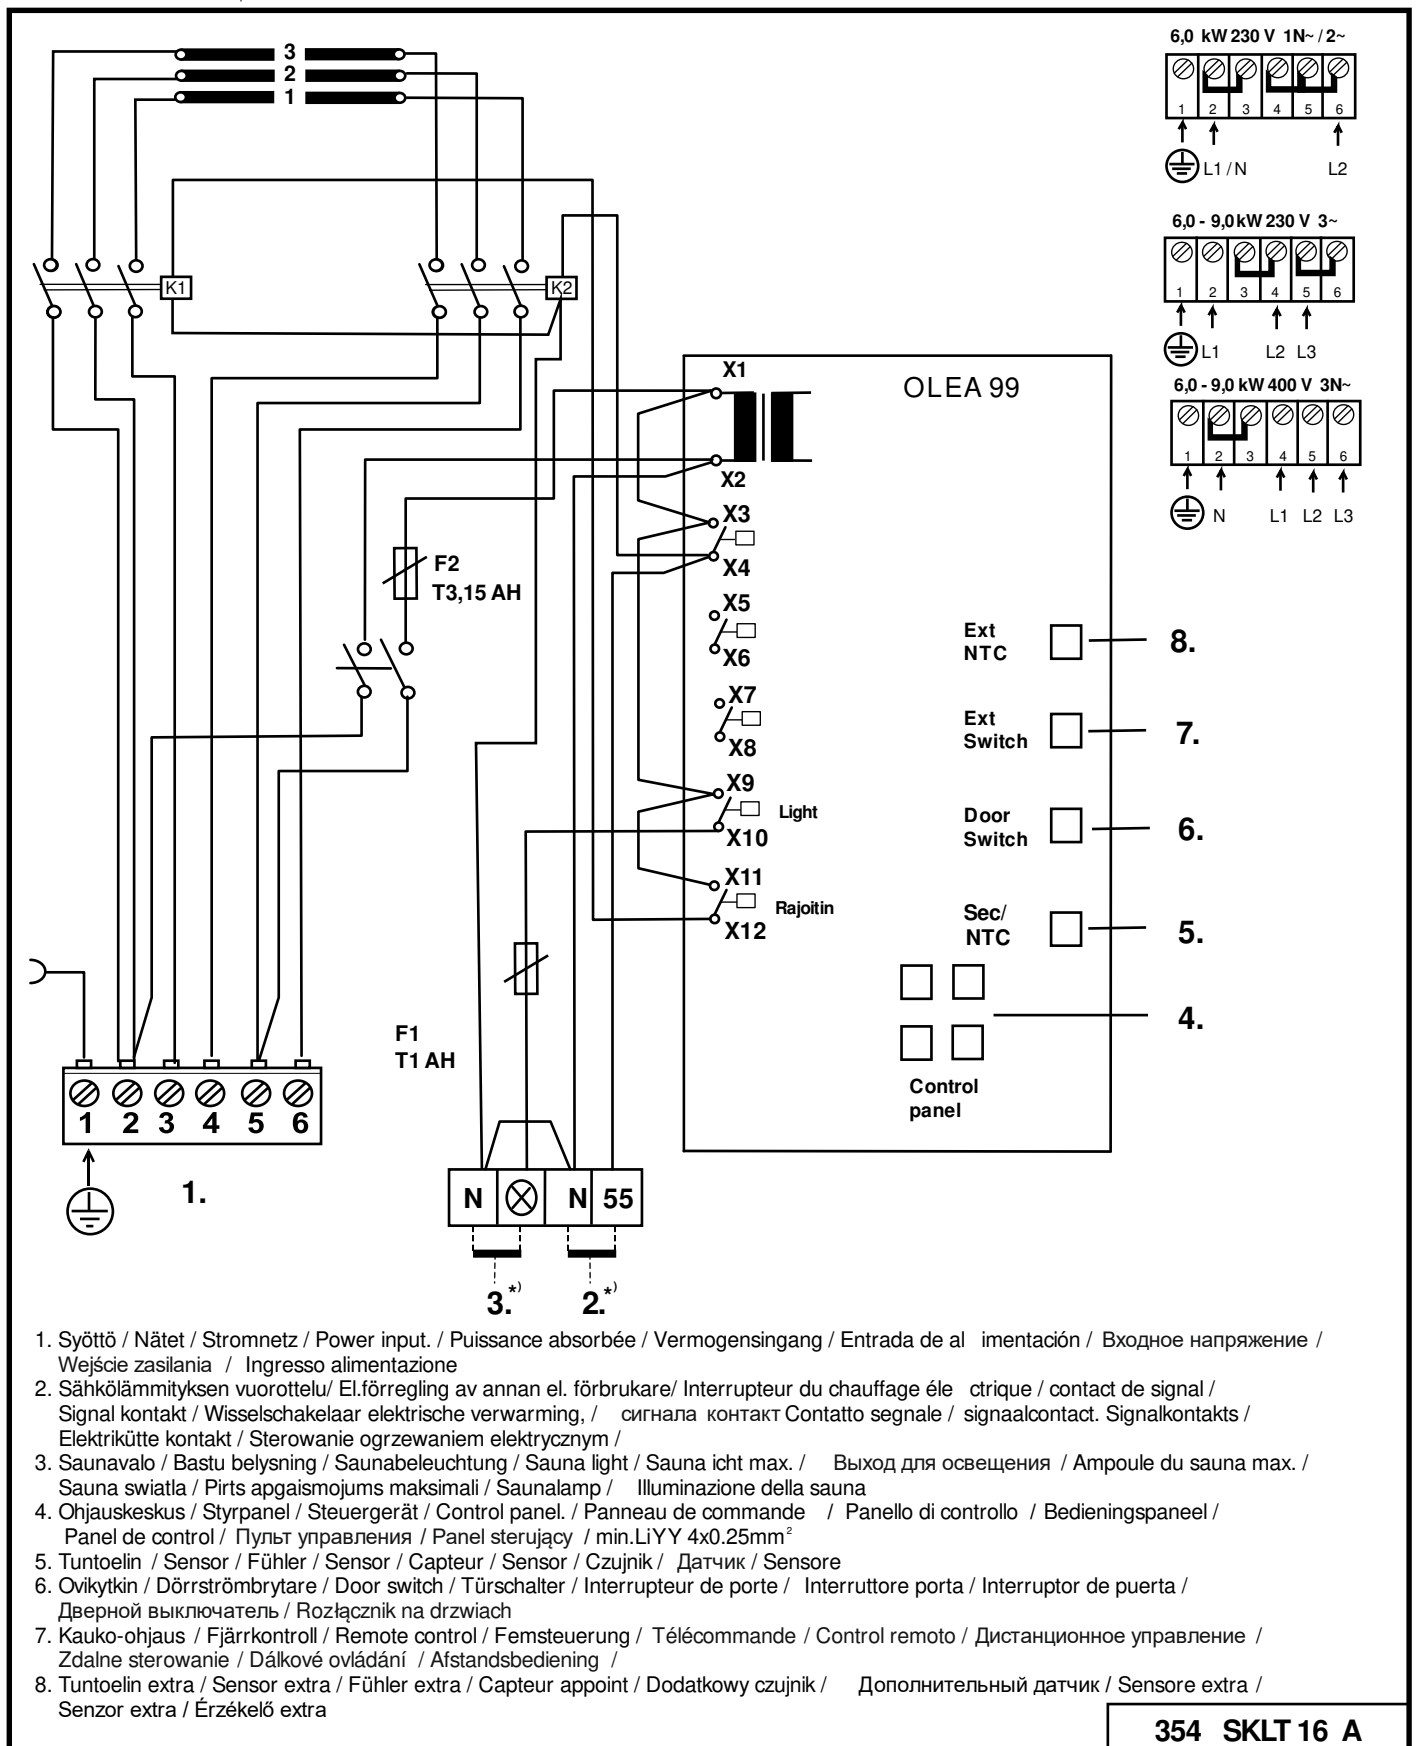 3
2
1
K1
K2
6,0 kW 230 V 1N~ / 2~
1 2 3 4 5 6
L1 / N L2
6,0 - 9,0 kW 230 V 3~
1 2 3 4 5 6
L1 L2 L3
6,0 - 9,0 kW 400 V 3N~
1 2 3 4 5 6
N L1 L2 L3
OLEA 99
X1
X2
X3
X4
X5
X6
X7
X8
X9
Light
X10
X11
Rajoitin
X12
F2
T3,15 AH
Ext
NTC
8.
Ext
Switch
7.
Door
Switch
6.
Sec/
NTC
5.
4.
Control
panel
F1
T1 AH
1 2 3 4 5 6
1.
N N 55
3.*) 2.*)
1. Syöttö / Nätet / Stromnetz / Power input. / Puissance absorbée / Vermogensingang / Entrada de al imentación / Входное напряжение /
Wejście zasilania / Ingresso alimentazione
2. Sähkölämmityksen vuorottelu/ El.förregling av annan el. förbrukare/ Interrupteur du chauffage éle ctrique / contact de signal /
Signal kontakt / Wisselschakelaar elektrische verwarming, / сигнала контакт Contatto segnale / signaalcontact. Signalkontakts /
Elektrikütte kontakt / Sterowanie ogrzewaniem elektrycznym /
3. Saunavalo / Bastu belysning / Saunabeleuchtung / Sauna light / Sauna icht max. / Выход для освещения / Ampoule du sauna max. /
Sauna swiatla / Pirts apgaismojums maksimali / Saunalamp / Illuminazione della sauna
4. Ohjauskeskus / Styrpanel / Steuergerät / Control panel. / Panneau de commande / Panello di controllo / Bedieningspaneel /
Panel de control / Пульт управления / Panel sterujący / min.LiYY 4x0.25mm²
5. Tuntoelin / Sensor / Fühler / Sensor / Capteur / Sensor / Czujnik / Датчик / Sensore
6. Ovikytkin / Dörrströmbrytare / Door switch / Türschalter / Interrupteur de porte / Interruttore porta / Interruptor de puerta /
Дверной выключатель / Rozłącznik na drzwiach
7. Kauko-ohjaus / Fjärrkontroll / Remote control / Femsteuerung / Télécommande / Control remoto / Дистанционное управление /
Zdalne sterowanie / Dálkové ovládání / Afstandsbediening /
8. Tuntoelin extra / Sensor extra / Fühler extra / Capteur appoint / Dodatkowy czujnik / Дополнительный датчик / Sensore extra /
Senzor extra / Érzékelő extra
354 SKLT 16 A